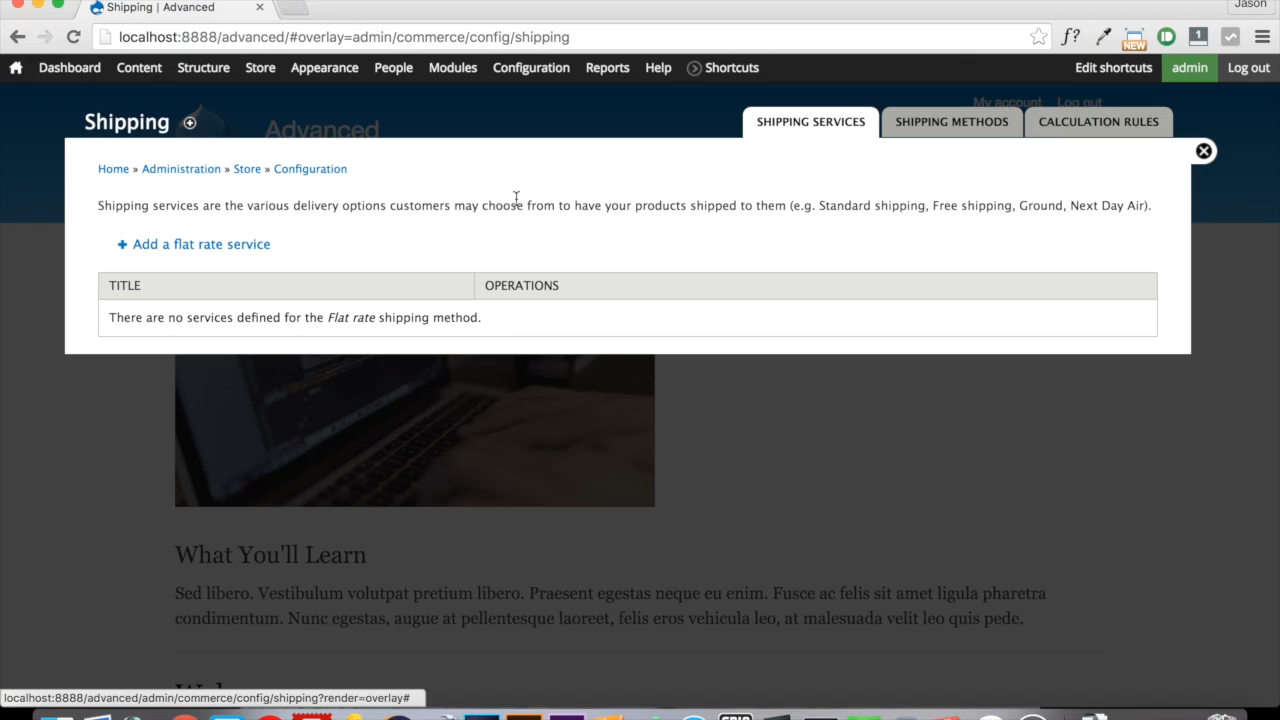 Shipping | Advanced
Jason
localhost:8888/advanced/#overlay=admin/commerce/config/shipping
f?
NEW
1
Dashboard Content Structure Store Appearance People Modules Configuration Reports Help Shortcuts Edit shortcuts admin Log out
My account Log out
Shipping
Advanced
SHIPPING SERVICES SHIPPING METHODS CALCULATION RULES
Home » Administration » Store » Configuration
Shipping services are the various delivery options customers may choose from to have your products shipped to them (e.g. Standard shipping, Free shipping, Ground, Next Day Air).
+ Add a flat rate service
TITLE OPERATIONS
There are no services defined for the Flat rate shipping method.
What You'll Learn
Sed libero. Vestibulum volutpat pretium libero. Praesent egestas neque eu enim. Fusce ac felis sit amet ligula pharetra
condimentum. Nunc egestas, augue at pellentesque laoreet, felis eros vehicula leo, at malesuada velit leo quis pede.
localhost:8888/advanced/admin/commerce/config/shipping?render=overlay#